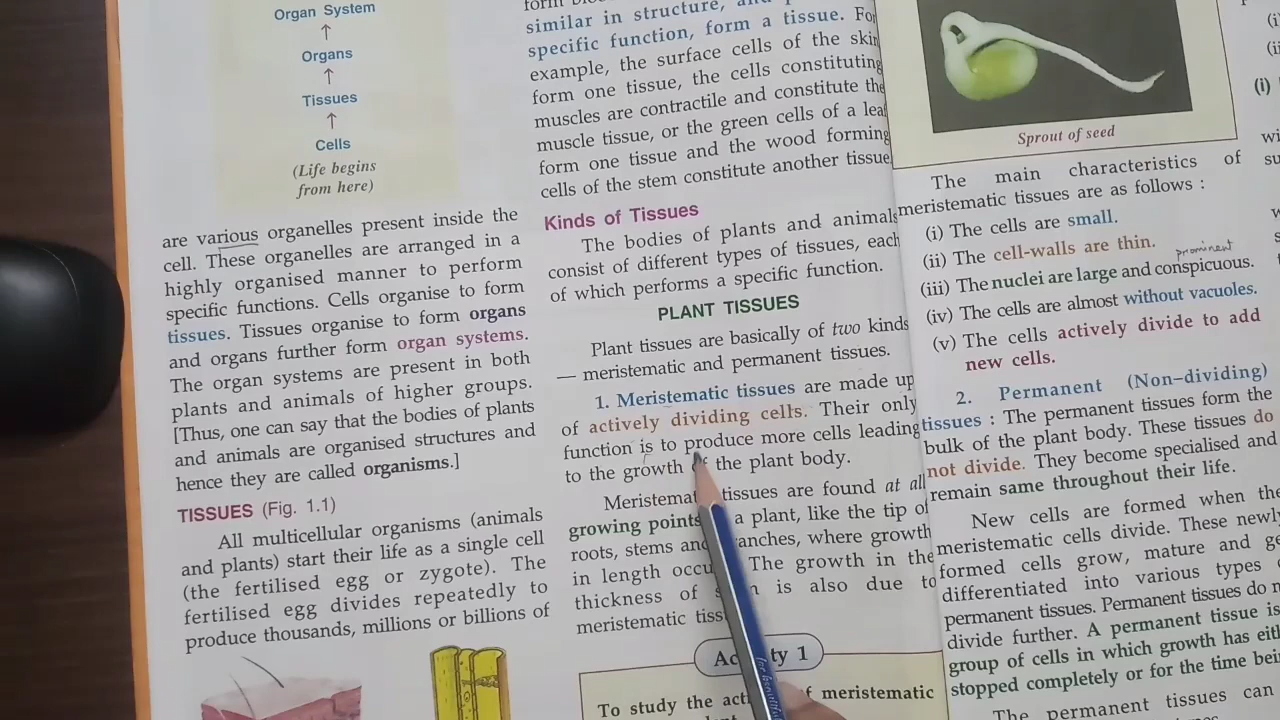 Organ System
↑
Organs
↑
Tissues
↑
Cells
(Life begins
from here)
are various organelles present inside the
cell. These organelles are arranged in a
highly organised manner to perform
specific functions. Cells organise to form
tissues. Tissues organise to form organs
and organs further form organ systems.
The organ systems are present in both
plants and animals of higher groups.
[Thus, one can say that the bodies of plants
and animals are organised structures and
hence they are called organisms.]
TISSUES (Fig. 1.1)
All multicellular organisms (animals
and plants) start their life as a single cell
(the fertilised egg or zygote). The
fertilised egg divides repeatedly to
produce thousands, millions or billions of
form
similar in structure, and
specific function, form a tissue. For
example, the surface cells of the skin
form one tissue, the cells constituting
muscles are contractile and constitute the
muscle tissue, or the green cells of a leaf
form one tissue and the wood forming
cells of the stem constitute another tissue
Kinds of Tissues
The bodies of plants and animals
consist of different types of tissues, each
of which performs a specific function.
PLANT TISSUES
Plant tissues are basically of two kinds
— meristematic and permanent tissues.
1. Meristematic tissues are made up
of actively dividing cells. Their only
function is to produce more cells leading
to the growth of the plant body.
tissues are found at all
growing points a plant, like the tip of
roots, stems and where growth
in length The growth in the
thickness of is also due to
meristematic
Activity 1
To study the of meristematic
Sprout of seed
The main characteristics of
meristematic tissues are as follows :
(i) The cells are small.
(ii) The cell-walls are thin.
prominent
(iii) The nuclei are large and conspicuous.
(iv) The cells are almost without vacuoles.
(v) The cells actively divide to add
new cells.
2. Permanent (Non–dividing)
tissues : The permanent tissues form the
bulk of the plant body. These tissues do
not divide. They become specialised and
remain same throughout their life.
New cells are formed when the
meristematic cells divide. These newly
formed cells grow, mature and
differentiated into various types
permanent tissues. Permanent tissues do
divide further. A permanent tissue is
group of cells in which growth has
stopped completely or for the time
The permanent tissues can
(i)